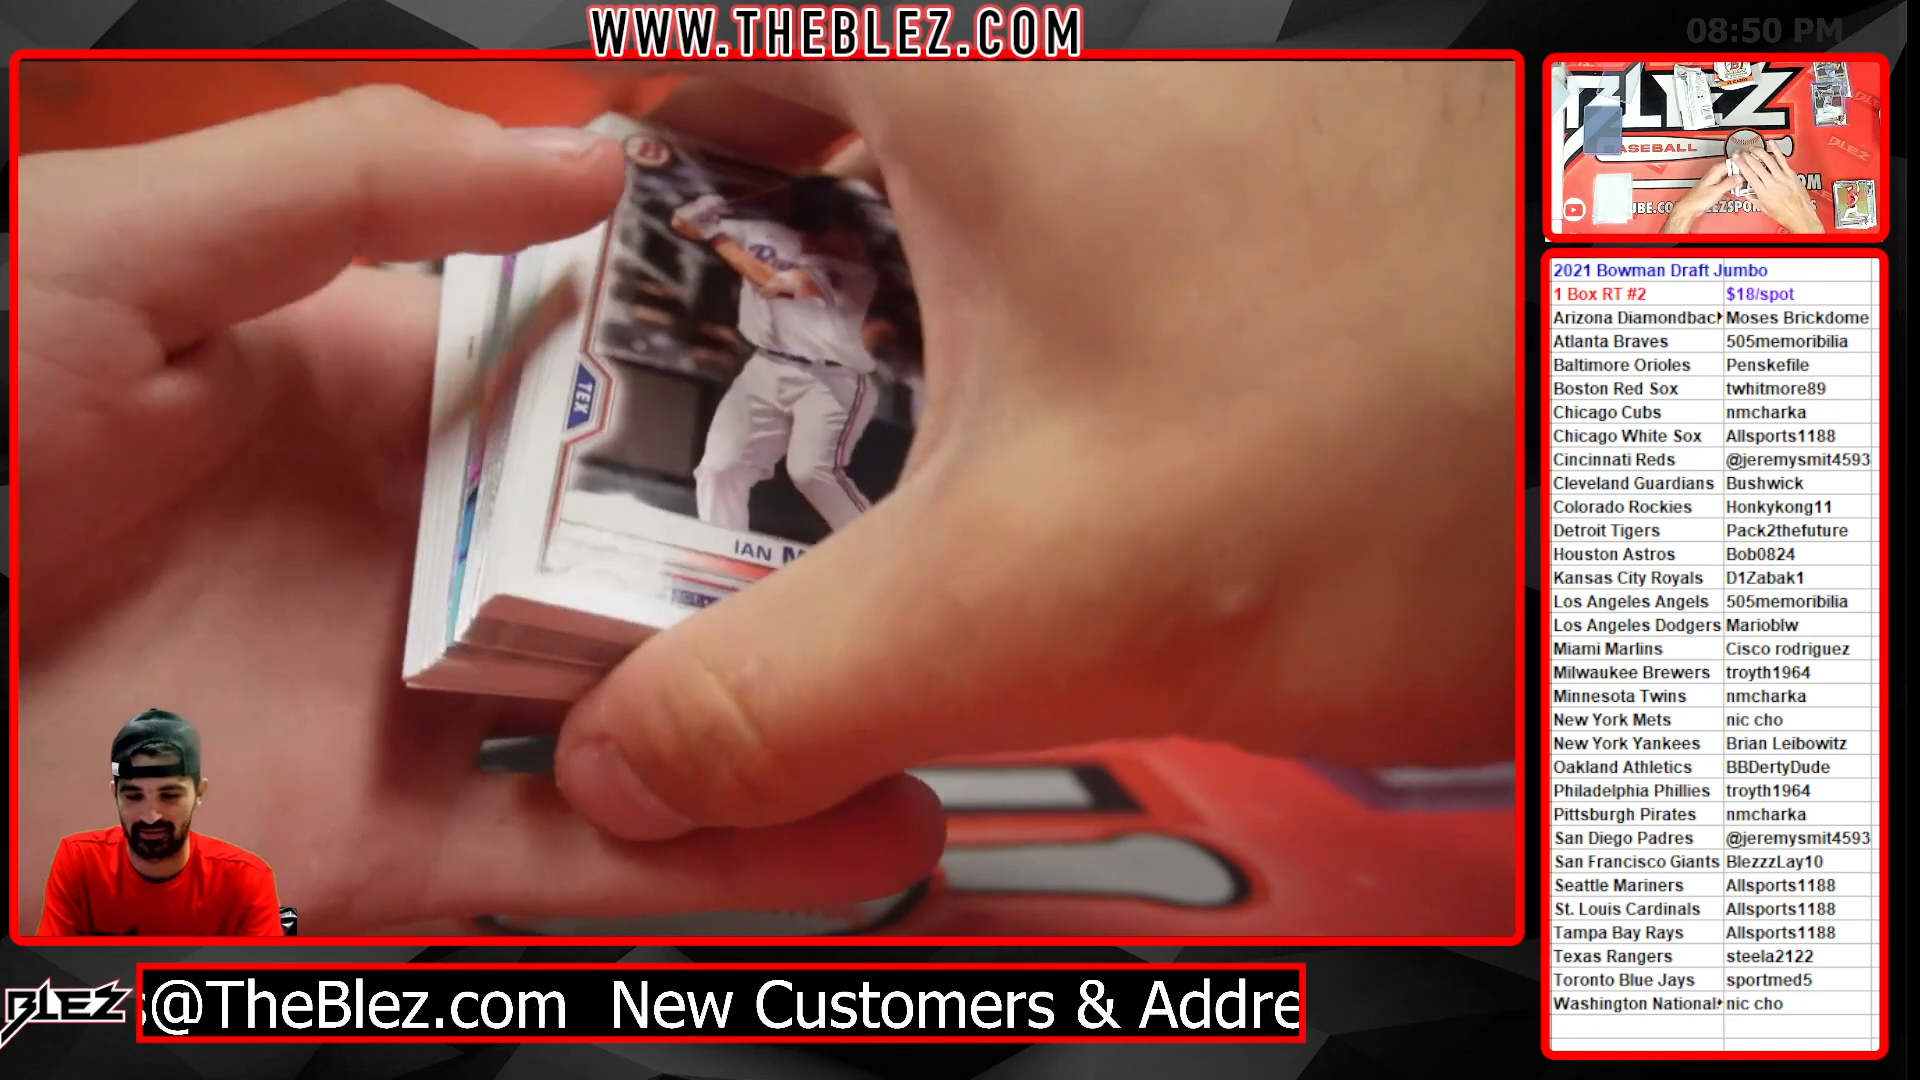 WWW.THEBLEZ.COM
08:50 PM
TEX
IAN M
BASEBALL
2021 Bowman Draft Jumbo
1 Box RT #2 $18/spot
Arizona Diamondbac Moses Brickdome
Atlanta Braves 505memoribilia
Baltimore Orioles Penskefile
Boston Red Sox twhitmore89
Chicago Cubs nmcharka
Chicago White Sox Allsports1188
Cincinnati Reds @jeremysmit4593
Cleveland Guardians Bushwick
Colorado Rockies Honkykong11
Detroit Tigers Pack2thefuture
Houston Astros Bob0824
Kansas City Royals D1Zabak1
Los Angeles Angels 505memoribilia
Los Angeles Dodgers Marioblw
Miami Marlins Cisco rodriguez
Milwaukee Brewers troyth1964
Minnesota Twins nmcharka
New York Mets nic cho
New York Yankees Brian Leibowitz
Oakland Athletics BBDertyDude
Philadelphia Phillies troyth1964
Pittsburgh Pirates nmcharka
San Diego Padres @jeremysmit4593
San Francisco Giants BlezzzLay10
Seattle Mariners Allsports1188
St. Louis Cardinals Allsports1188
Tampa Bay Rays Allsports1188
Texas Rangers steela2122
Toronto Blue Jays sportmed5
Washington National nic cho
BLEZ
s@TheBlez.com New Customers & Addre